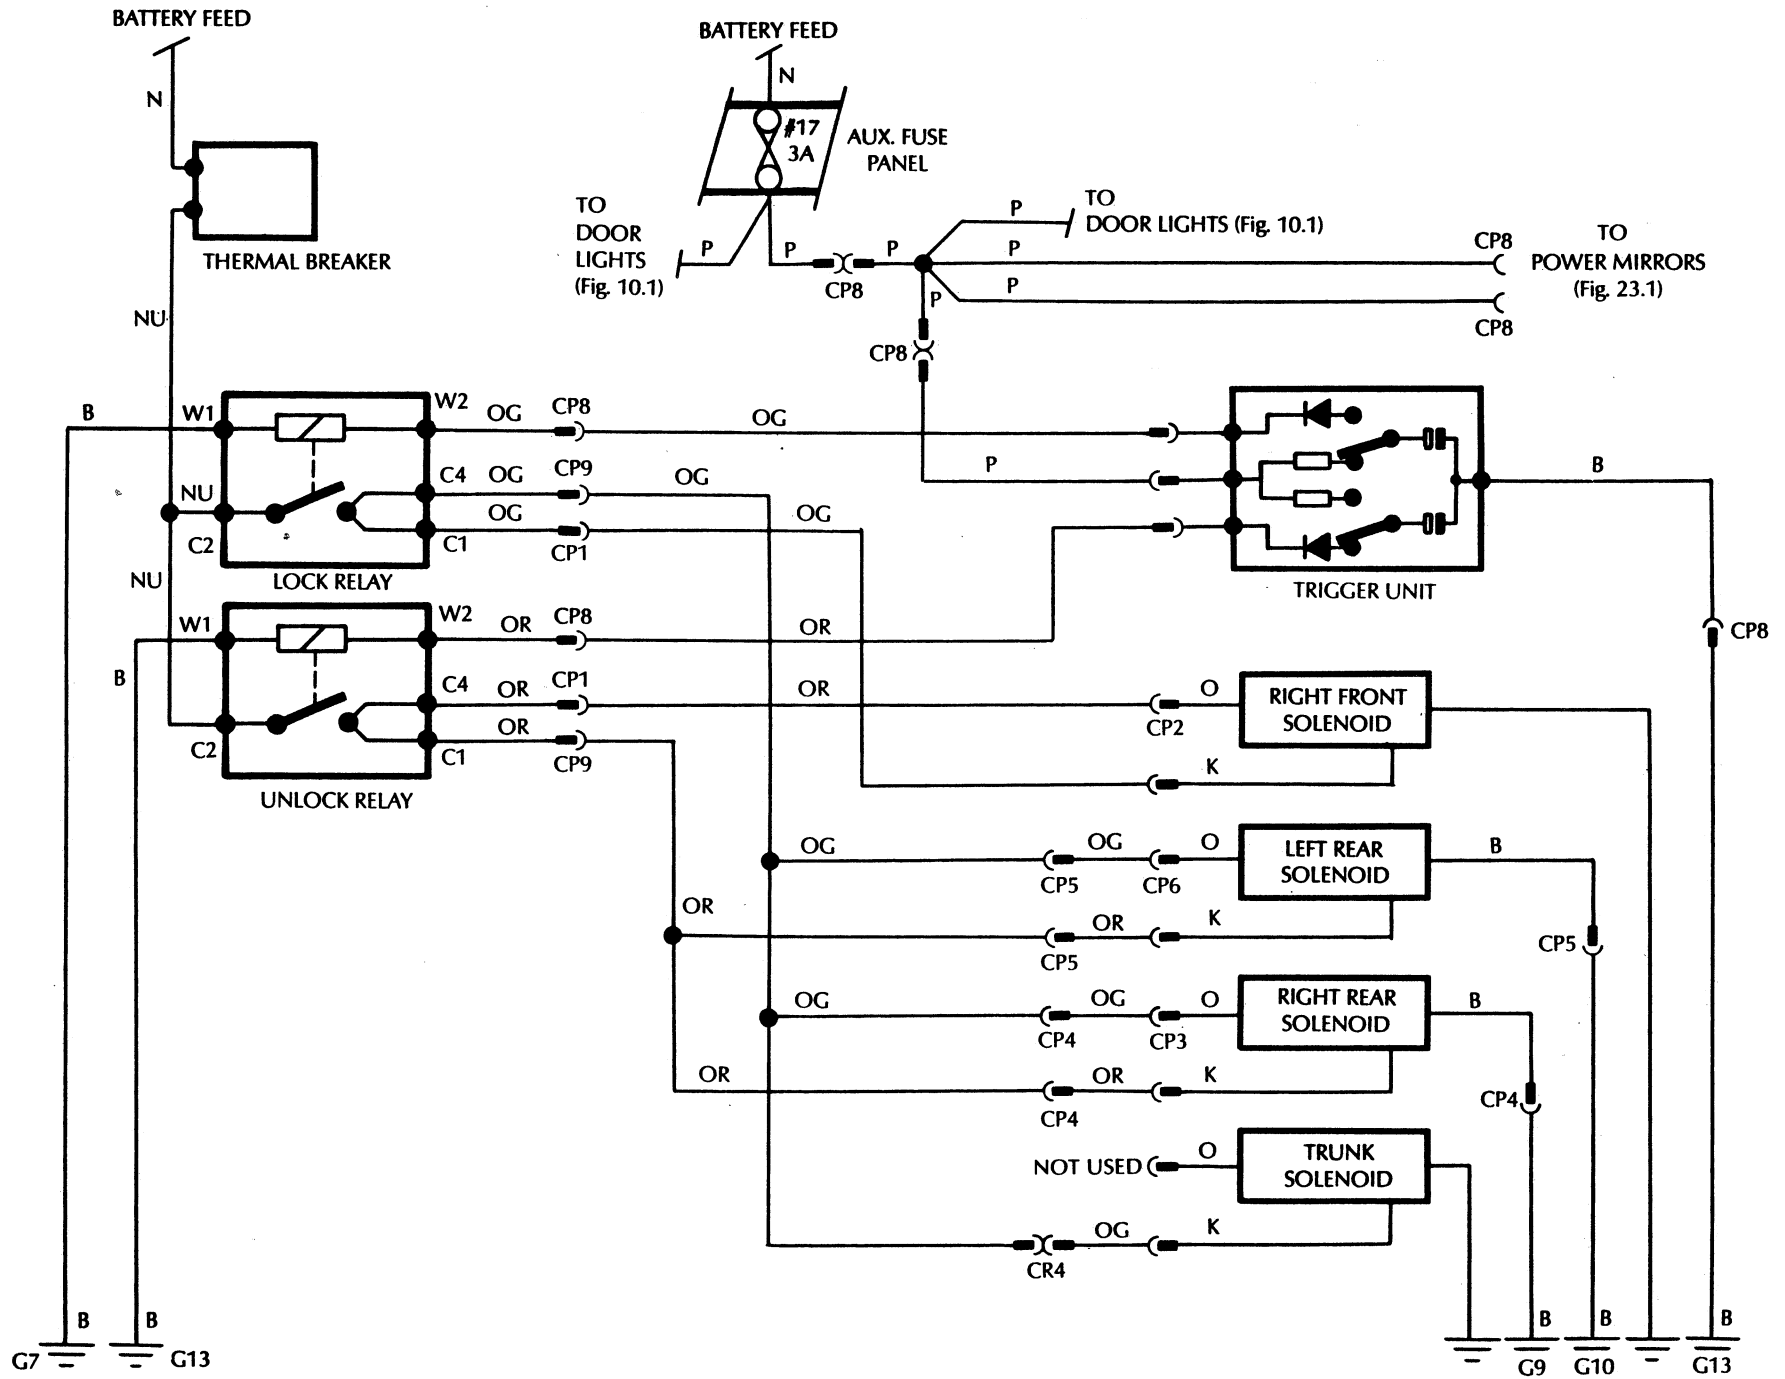 BATTERY FEED
BATTERY FEED
N
N
#17
3A
AUX. FUSE
PANEL
THERMAL BREAKER
TO
DOOR
LIGHTS
(Fig. 10.1)
P
P
CP8
P
P
TO
DOOR LIGHTS (Fig. 10.1)
P
CP8
TO
POWER MIRRORS
(Fig. 23.1)
P
CP8
P
CP8
NU
B
W1
W2
OG
CP8
OG
C4
OG
CP9
OG
P
NU
OG
CP1
OG
C2
C1
LOCK RELAY
TRIGGER UNIT
B
CP8
NU
W1
W2
OR
CP8
OR
B
C4
OR
CP1
OR
CP2
O
RIGHT FRONT
SOLENOID
C2
OR
C1
CP9
K
UNLOCK RELAY
OG
CP5
OG
CP6
O
LEFT REAR
SOLENOID
B
OR
CP5
OR
K
CP5
OG
CP4
OG
CP3
O
RIGHT REAR
SOLENOID
B
OR
CP4
OR
K
CP4
NOT USED
O
TRUNK
SOLENOID
CR4
OG
K
B
G7
B
G13
B
G9
B
G10
B
G13